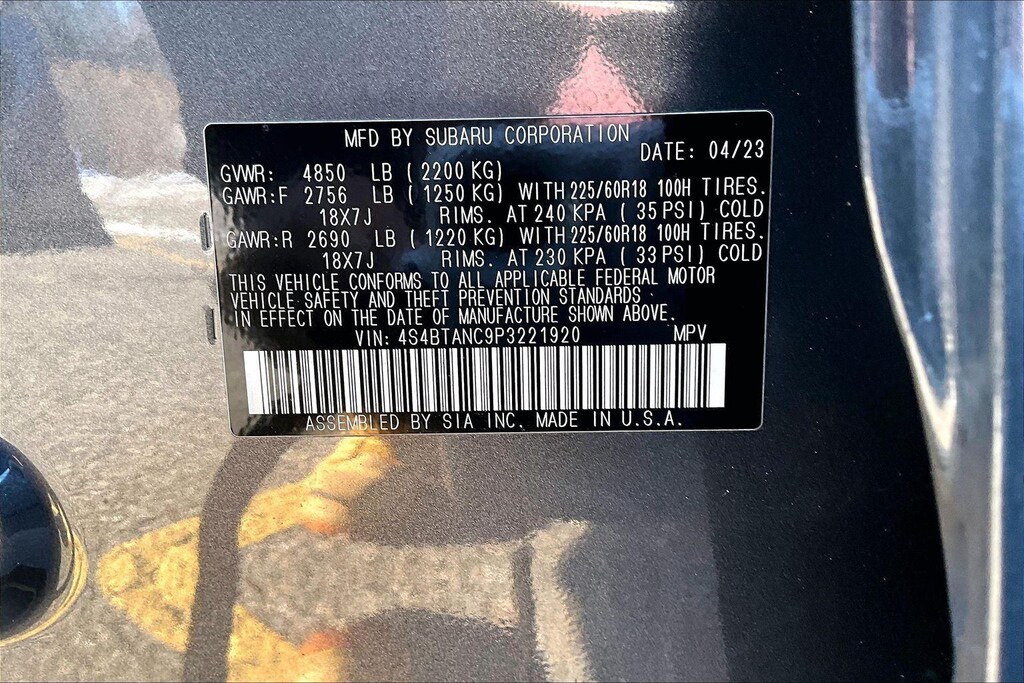 MFD BY SUBARU CORPORATION
DATE: 04/23
GVWR: 4850 LB ( 2200 KG)
GAWR:F 2756 LB ( 1250 KG) WITH 225/60R18 100H TIRES.
18X7J RIMS. AT 240 KPA ( 35 PSI) COLD
GAWR:R 2690 LB ( 1220 KG) WITH 225/60R18 100H TIRES.
18X7J RIMS. AT 230 KPA ( 33 PSI) COLD
THIS VEHICLE CONFORMS TO ALL APPLICABLE FEDERAL MOTOR
VEHICLE SAFETY AND THEFT PREVENTION STANDARDS
IN EFFECT ON THE DATE OF MANUFACTURE SHOWN ABOVE.
VIN: 4S4BTANC9P3221920 MPV
ASSEMBLED BY SIA INC. MADE IN U.S.A.